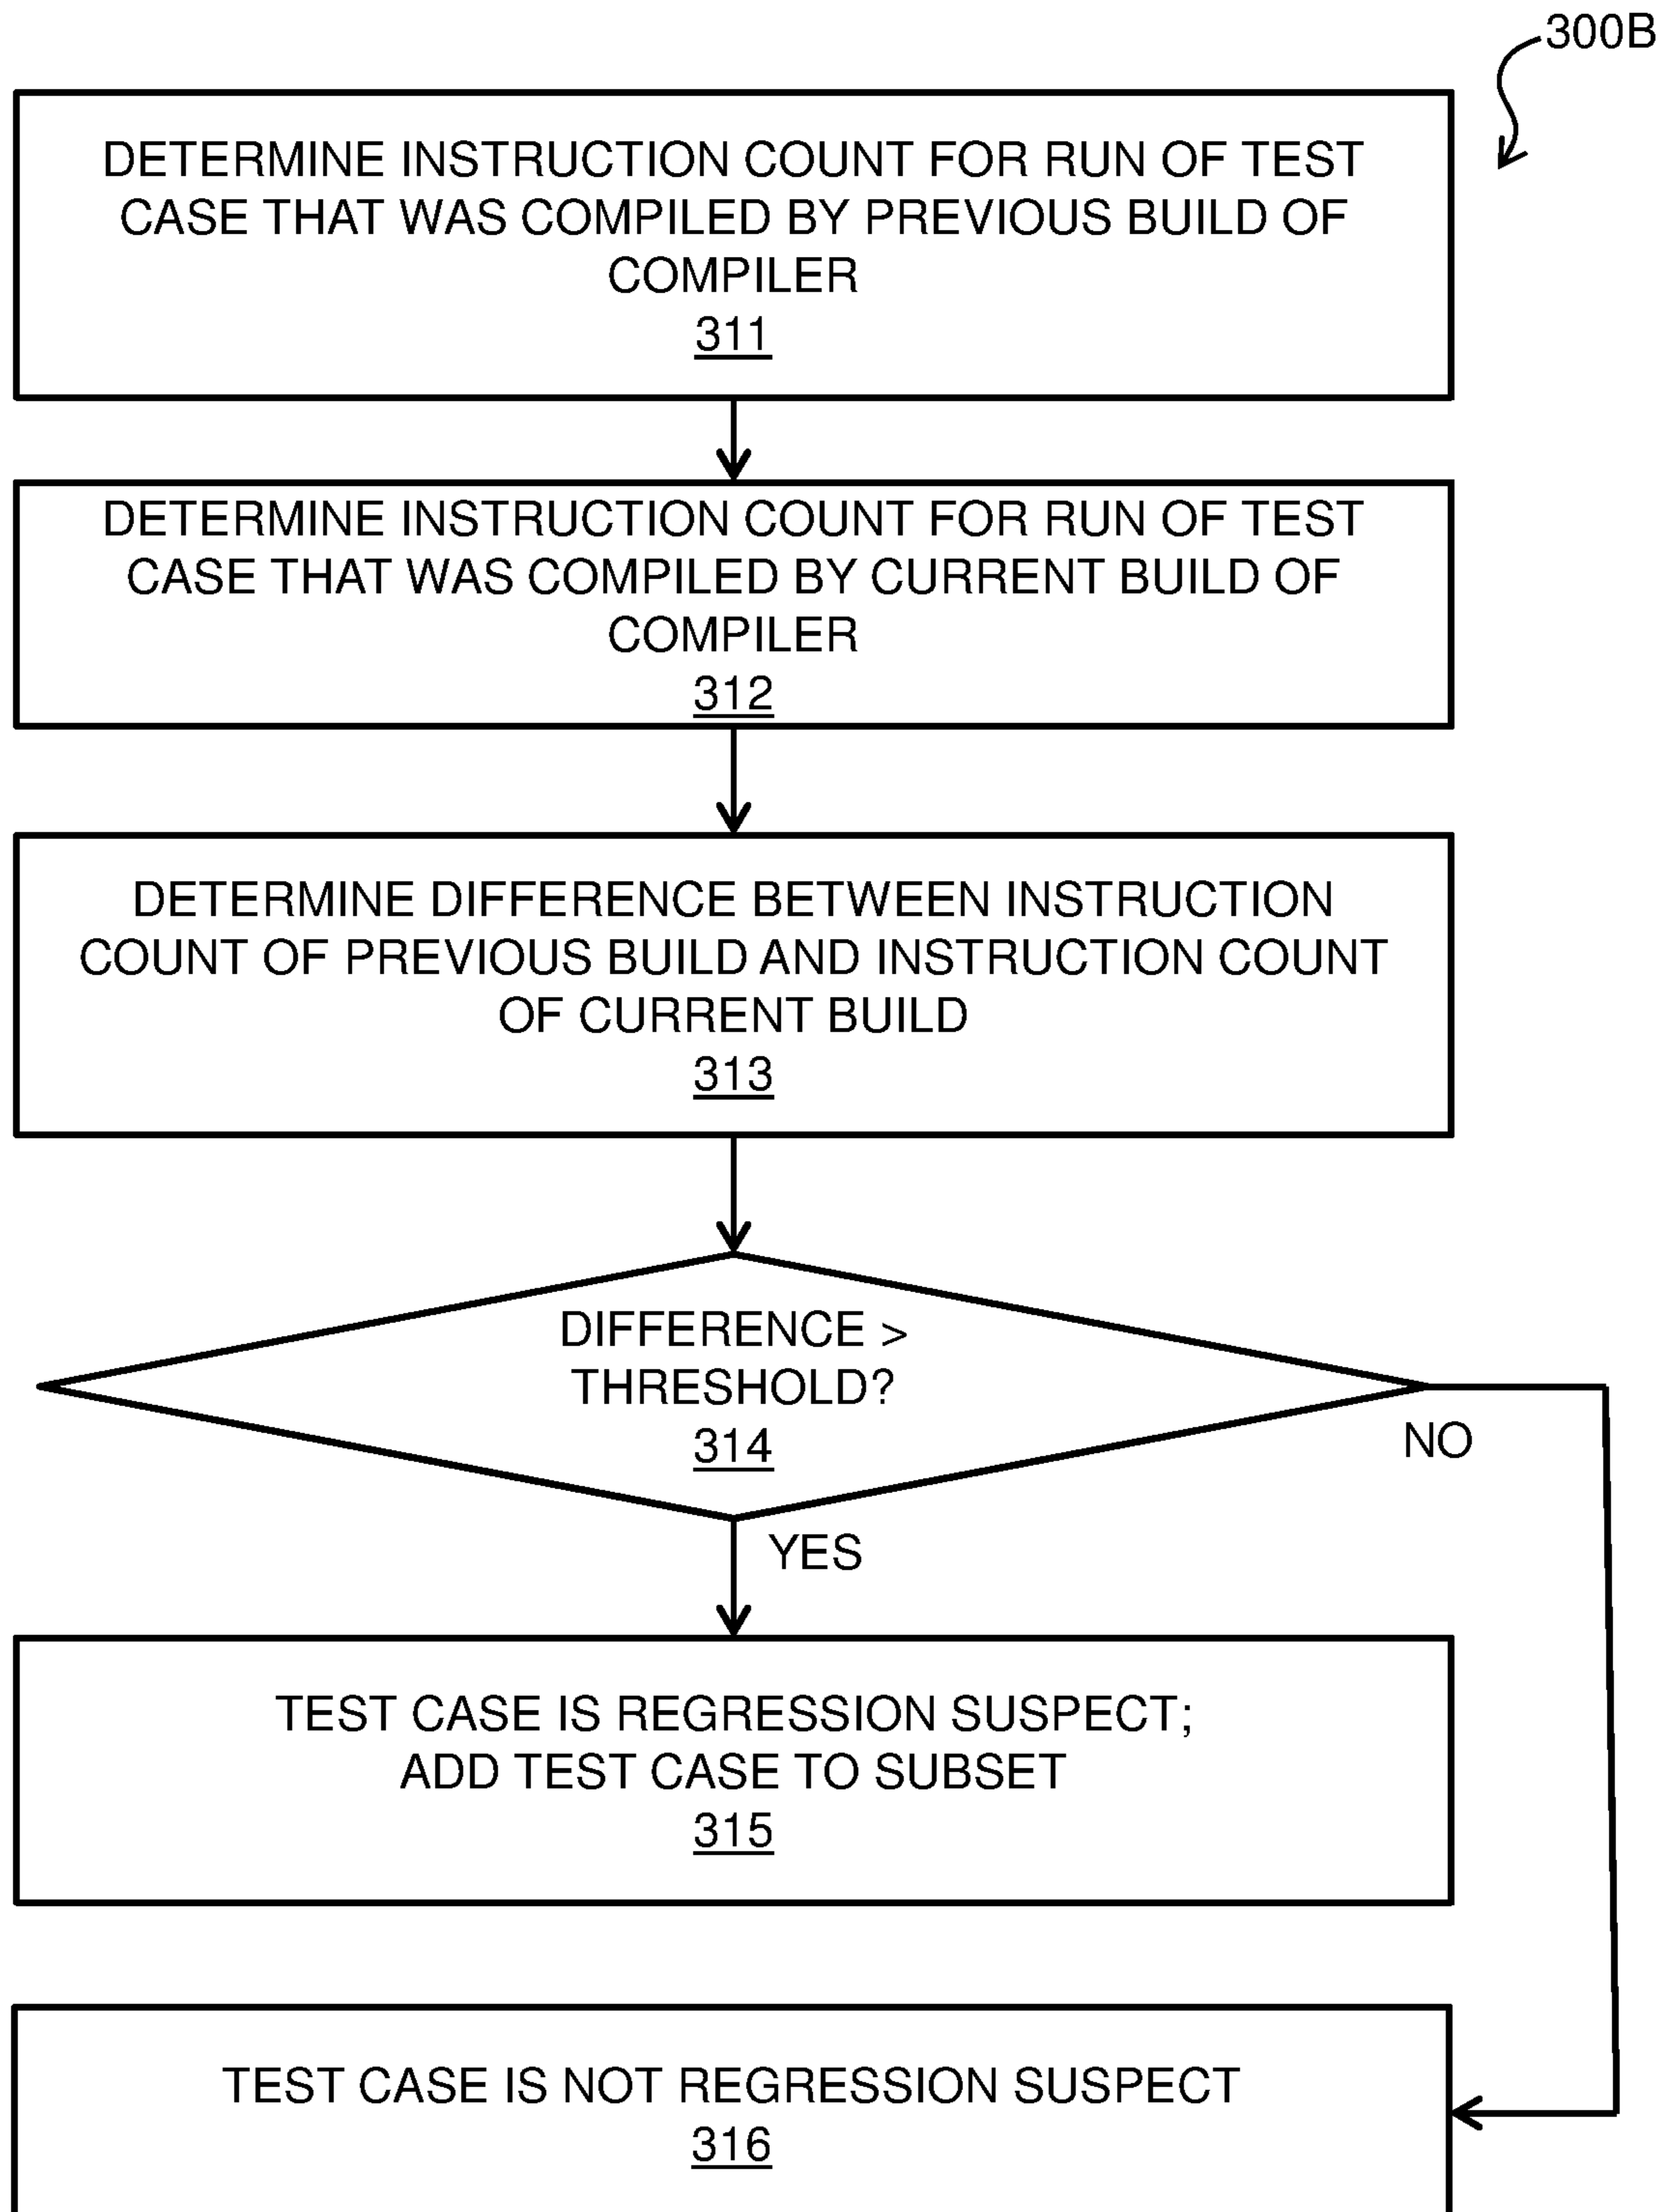 300B
DETERMINE INSTRUCTION COUNT FOR RUN OF TEST
CASE THAT WAS COMPILED BY PREVIOUS BUILD OF
COMPILER
311
DETERMINE INSTRUCTION COUNT FOR RUN OF TEST
CASE THAT WAS COMPILED BY CURRENT BUILD OF
COMPILER
312
DETERMINE DIFFERENCE BETWEEN INSTRUCTION
COUNT OF PREVIOUS BUILD AND INSTRUCTION COUNT
OF CURRENT BUILD
313
DIFFERENCE >
THRESHOLD?
314
NO
YES
TEST CASE IS REGRESSION SUSPECT;
ADD TEST CASE TO SUBSET
315
TEST CASE IS NOT REGRESSION SUSPECT
316